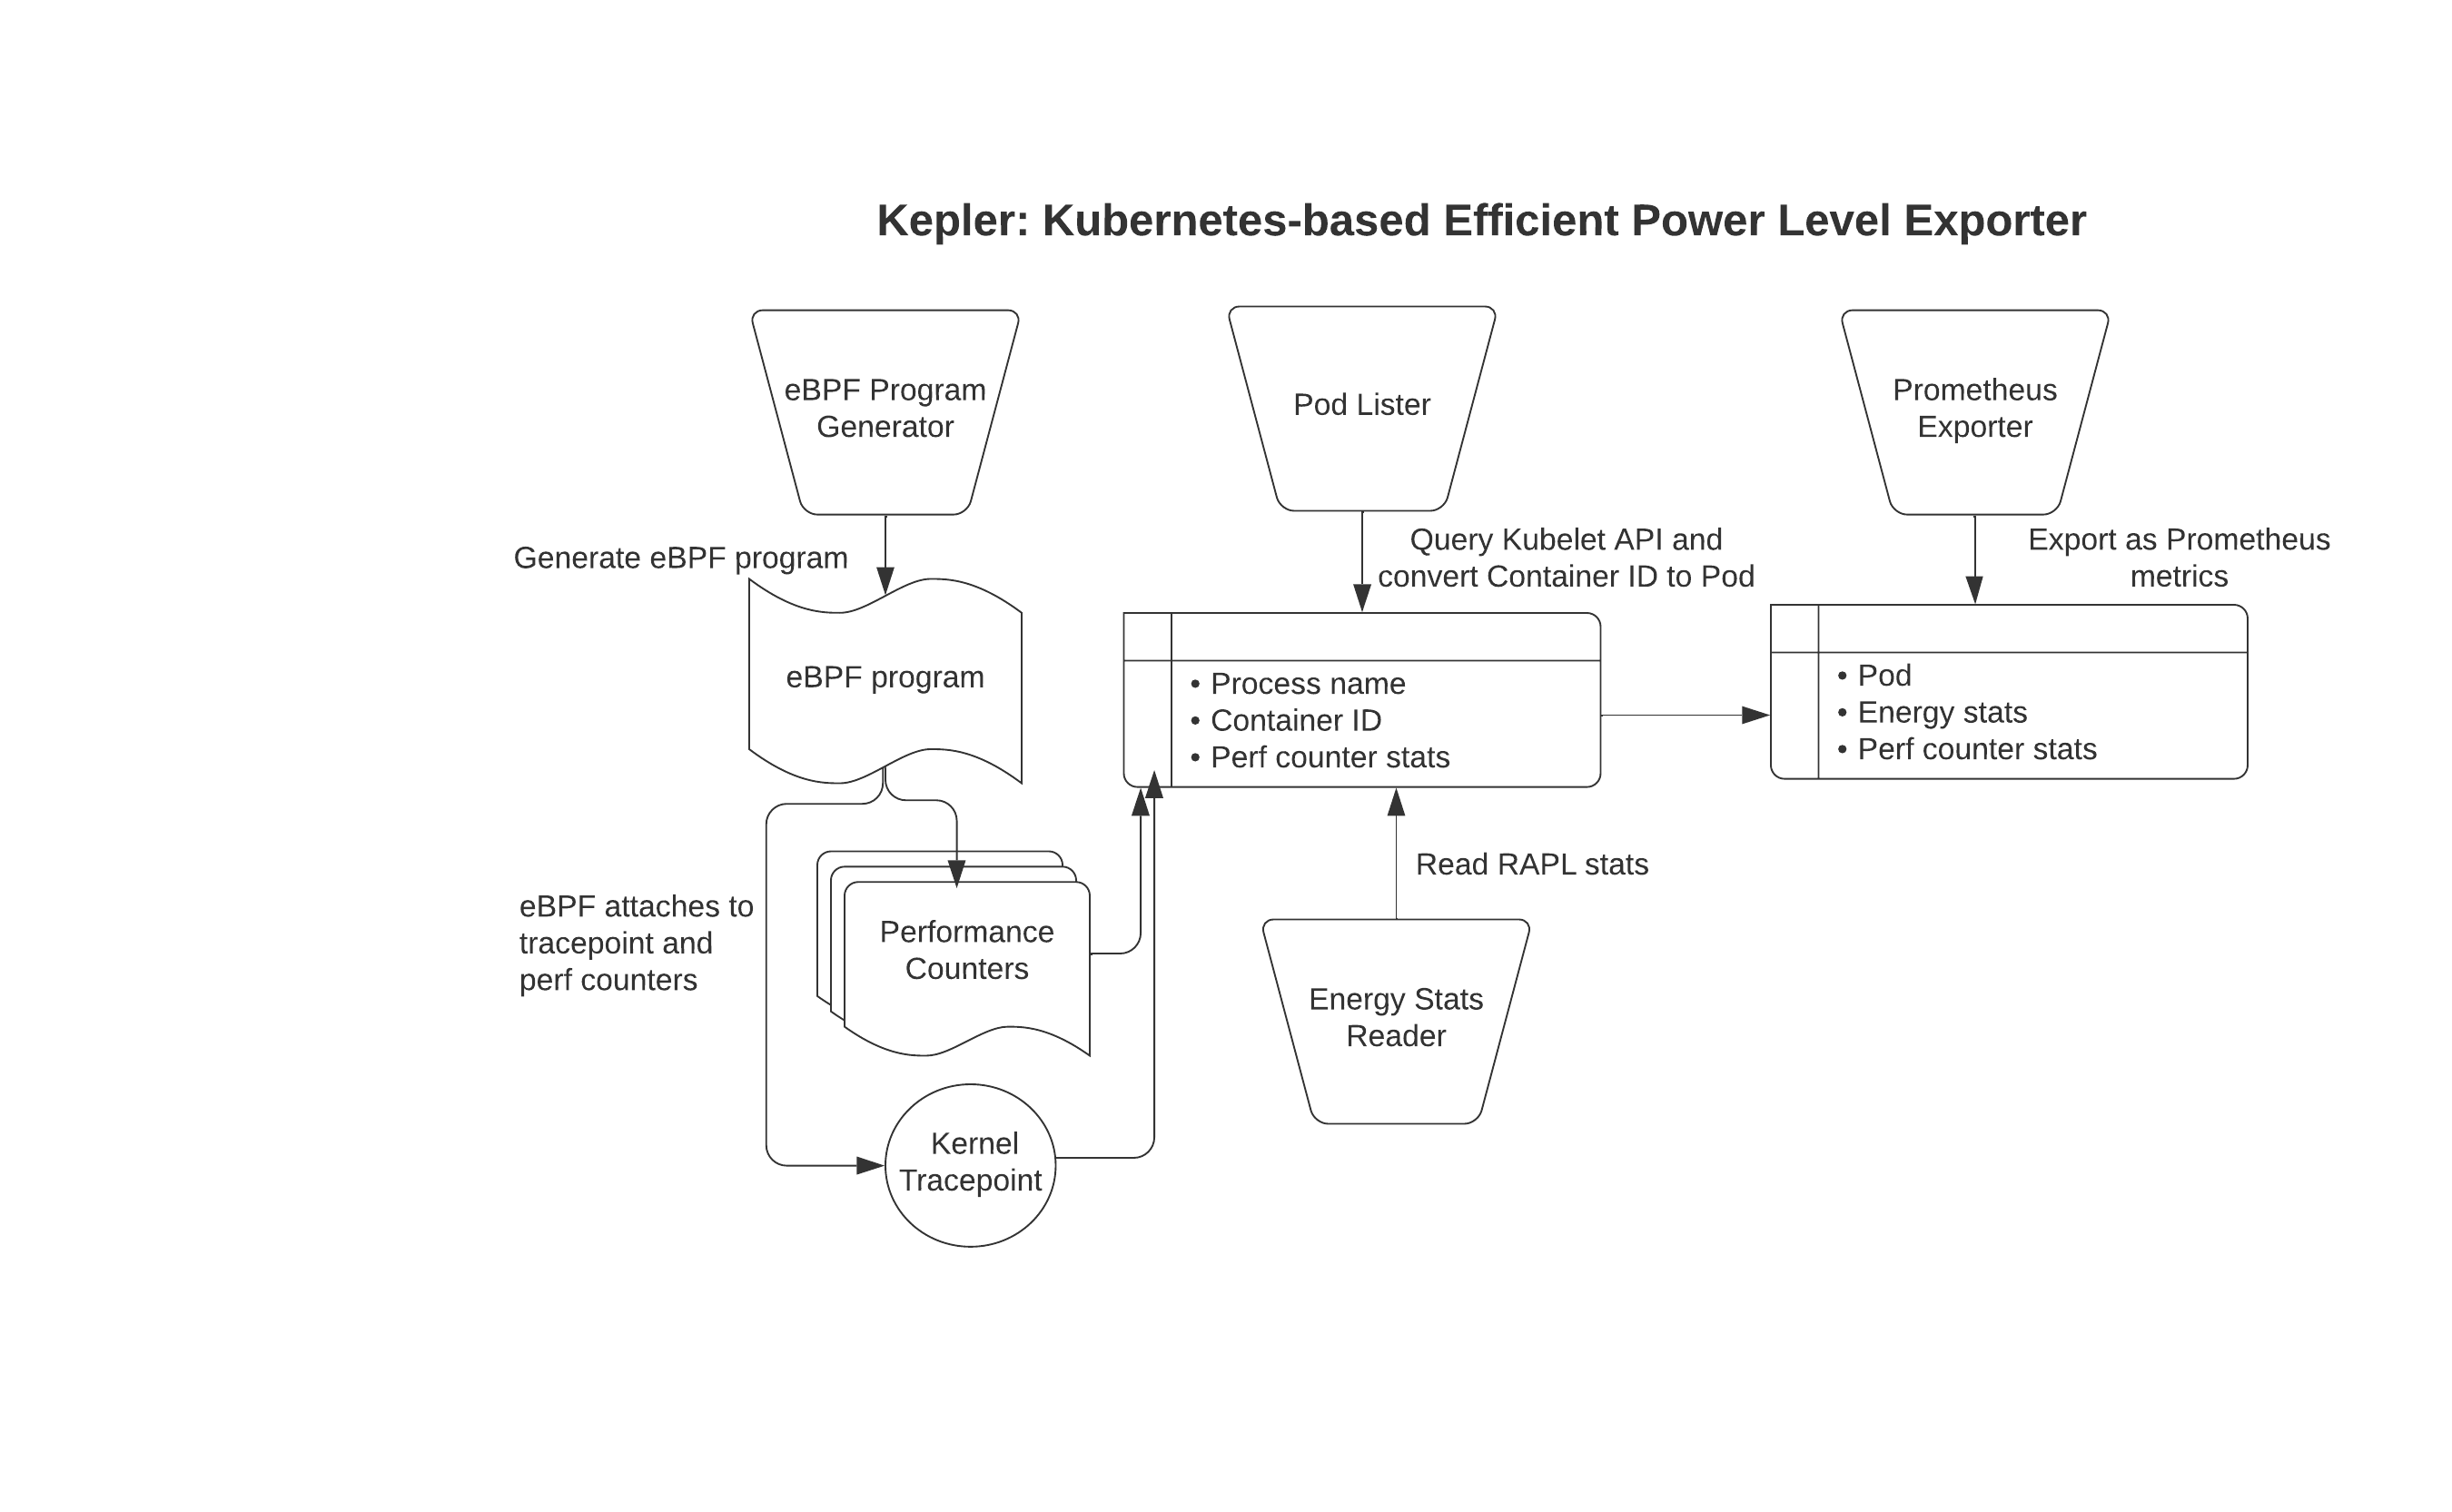 Kepler: Kubernetes-based Efficient Power Level Exporter
eBPF Program
Generator
Pod Lister
Prometheus
Exporter
Generate eBPF program
Query Kubelet API and
convert Container ID to Pod
Export as Prometheus
metrics
eBPF program
• Process name
• Container ID
• Perf counter stats
• Pod
• Energy stats
• Perf counter stats
eBPF attaches to
tracepoint and
perf counters
Performance
Counters
Read RAPL stats
Energy Stats
Reader
Kernel
Tracepoint